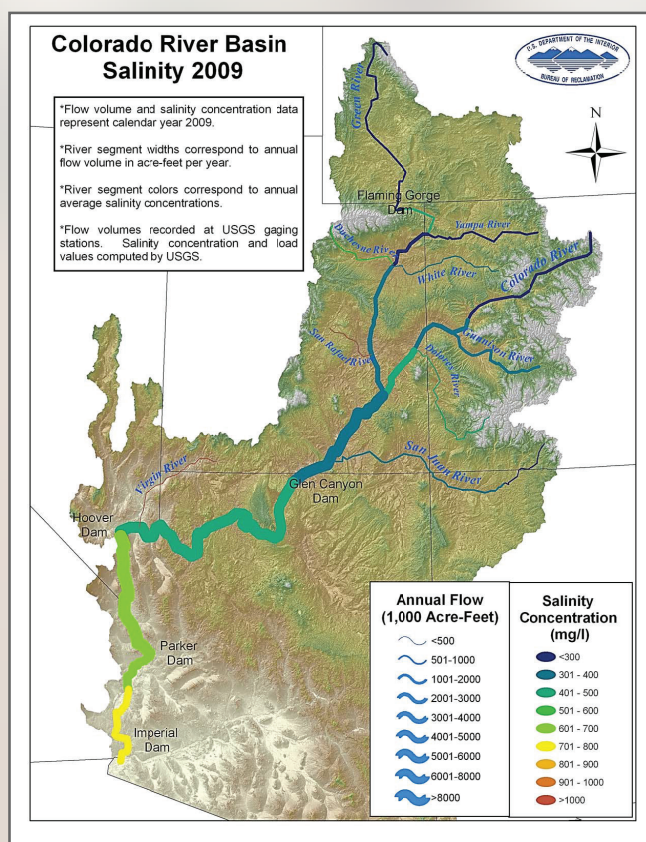 Colorado River Basin
Salinity 2009
U.S. DEPARTMENT OF THE INTERIOR
BUREAU OF RECLAMATION
*Flow volume and salinity concentration data
represent calendar year 2009.
*River segment widths correspond to annual
flow volume in acre-feet per year.
*River segment colors correspond to annual
average salinity concentrations.
*Flow volumes recorded at USGS gaging
stations. Salinity concentration and load
values computed by USGS.
N
Green River
Flaming Gorge
Dam
Duchesne River
Yampa River
White River
Colorado River
San Rafael River
Gunnison River
Dolores River
San Juan River
Virgin River
Glen Canyon
Dam
Hoover
Dam
Parker
Dam
Imperial
Dam
Annual Flow
(1,000 Acre-Feet)
<500
501-1000
1001-2000
2001-3000
3001-4000
4001-5000
5001-6000
6001-8000
>8000
Salinity
Concentration
(mg/l)
<300
301 - 400
401 - 500
501 - 600
601 - 700
701 - 800
801 - 900
901 - 1000
>1000